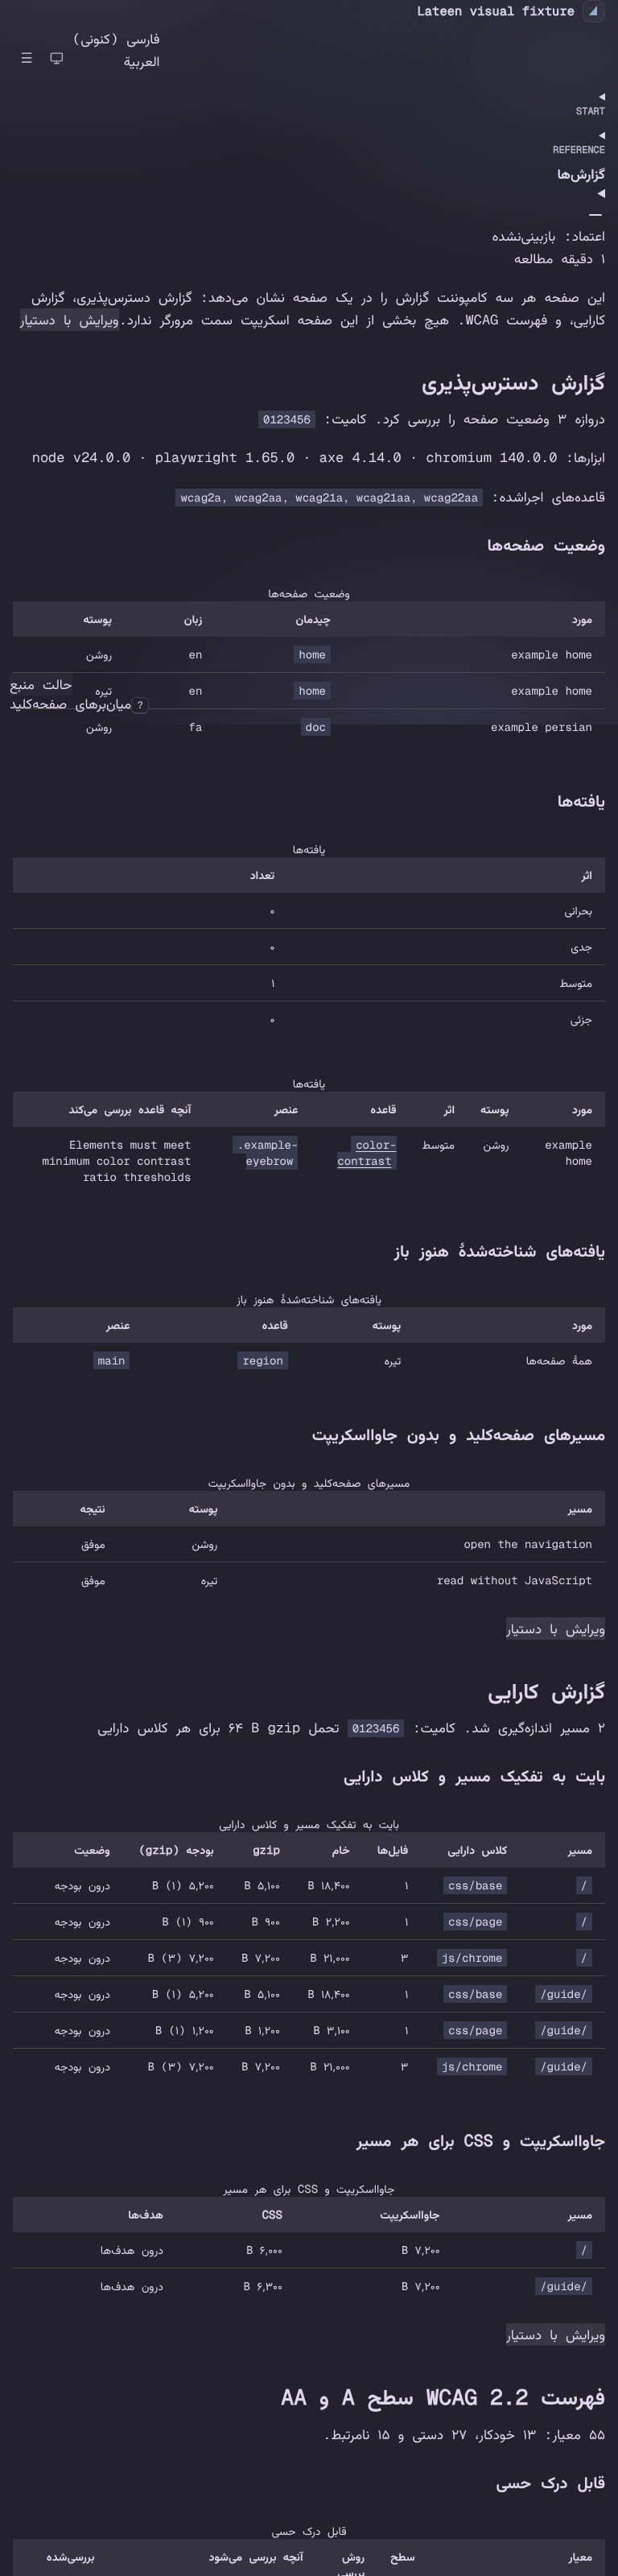 Lateen visual fixture
فارسی (کنونی)
العربية
START
REFERENCE
گزارش‌ها
اعتماد: بازبینی‌نشده
۱ دقیقه مطالعه
این صفحه هر سه کامپوننت گزارش را در یک صفحه نشان می‌دهد: گزارش دسترس‌پذیری، گزارش
کارایی، و فهرست WCAG. هیچ بخشی از این صفحه اسکریپت سمت مرورگر ندارد. ویرایش با دستیار
گزارش دسترس‌پذیری
دروازه ۳ وضعیت صفحه را بررسی کرد. کامیت: 0123456
ابزارها: node v24.0.0 · playwright 1.65.0 · axe 4.14.0 · chromium 140.0.0
قاعده‌های اجراشده: wcag2a, wcag2aa, wcag21a, wcag21aa, wcag22aa
وضعیت صفحه‌ها
وضعیت صفحه‌ها
مورد چیدمان زبان پوسته
example home home en روشن
example home home en تیره
example persian doc fa روشن
حالت منبع
میان‌برهای صفحه‌کلید ?
یافته‌ها
یافته‌ها
اثر تعداد
بحرانی ۰
جدی ۰
متوسط ۱
جزئی ۰
یافته‌ها
مورد پوسته اثر قاعده عنصر آنچه قاعده بررسی می‌کند
example home روشن متوسط color-contrast .example-eyebrow Elements must meet minimum color contrast ratio thresholds
یافته‌های شناخته‌شدهٔ هنوز باز
یافته‌های شناخته‌شدهٔ هنوز باز
مورد پوسته قاعده عنصر
همهٔ صفحه‌ها تیره region main
مسیرهای صفحه‌کلید و بدون جاوااسکریپت
مسیرهای صفحه‌کلید و بدون جاوااسکریپت
مسیر پوسته نتیجه
open the navigation روشن موفق
read without JavaScript تیره موفق
ویرایش با دستیار
گزارش کارایی
۲ مسیر اندازه‌گیری شد. کامیت: 0123456 تحمل ۶۴ B gzip برای هر کلاس دارایی
بایت به تفکیک مسیر و کلاس دارایی
بایت به تفکیک مسیر و کلاس دارایی
مسیر کلاس دارایی فایل‌ها خام gzip بودجه (gzip) وضعیت
/ css/base ۱ ۱۸,۴۰۰ B ۵,۱۰۰ B ۵,۲۰۰ B (۱) درون بودجه
/ css/page ۱ ۲,۲۰۰ B ۹۰۰ B ۹۰۰ B (۱) درون بودجه
/ js/chrome ۳ ۲۱,۰۰۰ B ۷,۲۰۰ B ۷,۲۰۰ B (۳) درون بودجه
/guide/ css/base ۱ ۱۸,۴۰۰ B ۵,۱۰۰ B ۵,۲۰۰ B (۱) درون بودجه
/guide/ css/page ۱ ۳,۱۰۰ B ۱,۲۰۰ B ۱,۲۰۰ B (۱) درون بودجه
/guide/ js/chrome ۳ ۲۱,۰۰۰ B ۷,۲۰۰ B ۷,۲۰۰ B (۳) درون بودجه
جاوااسکریپت و CSS برای هر مسیر
جاوااسکریپت و CSS برای هر مسیر
مسیر جاوااسکریپت CSS هدف‌ها
/ ۷,۲۰۰ B ۶,۰۰۰ B درون هدف‌ها
/guide/ ۷,۲۰۰ B ۶,۳۰۰ B درون هدف‌ها
ویرایش با دستیار
فهرست WCAG 2.2 سطح A و AA
۵۵ معیار: ۱۳ خودکار، ۲۷ دستی و ۱۵ نامرتبط.
قابل درک حسی
قابل درک حسی
معیار سطح روش آنچه بررسی می‌شود بررسی‌شده